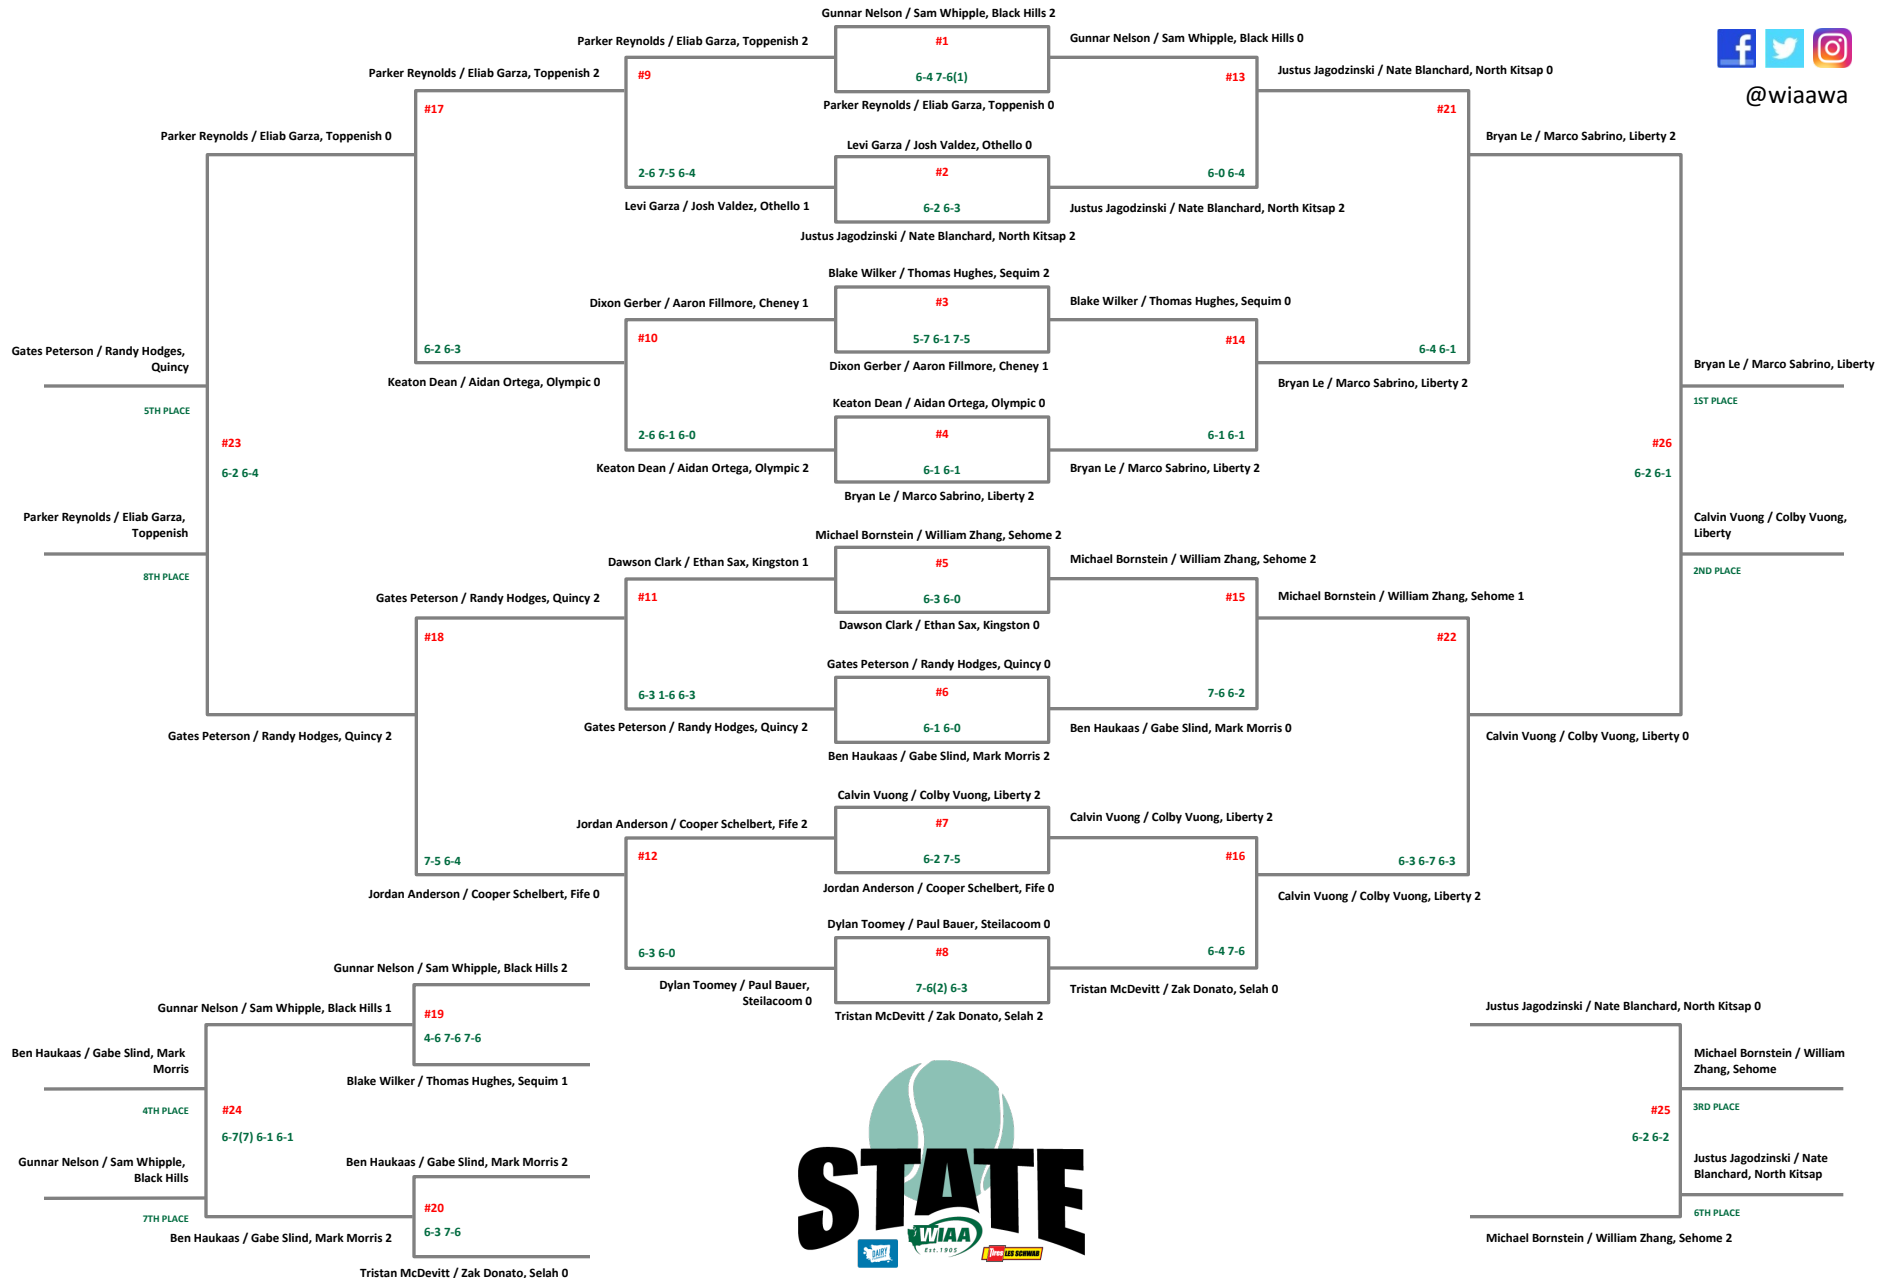 Gunnar Nelson / Sam Whipple, Black Hills 2
#1
6-4 7-6(1)
Parker Reynolds / Eliab Garza, Toppenish 0
Levi Garza / Josh Valdez, Othello 0
#2
6-2 6-3
Justus Jagodzinski / Nate Blanchard, North Kitsap 2
Blake Wilker / Thomas Hughes, Sequim 2
#3
5-7 6-1 7-5
Dixon Gerber / Aaron Fillmore, Cheney 1
Keaton Dean / Aidan Ortega, Olympic 0
#4
6-1 6-1
Bryan Le / Marco Sabrino, Liberty 2
Michael Bornstein / William Zhang, Sehome 2
#5
6-3 6-0
Dawson Clark / Ethan Sax, Kingston 0
Gates Peterson / Randy Hodges, Quincy 0
#6
6-1 6-0
Ben Haukaas / Gabe Slind, Mark Morris 2
Calvin Vuong / Colby Vuong, Liberty 2
#7
6-2 7-5
Jordan Anderson / Cooper Schelbert, Fife 0
Dylan Toomey / Paul Bauer, Steilacoom 0
#8
7-6(2) 6-3
Tristan McDevitt / Zak Donato, Selah 2
Parker Reynolds / Eliab Garza, Toppenish 2
#9
2-6 7-5 6-4
Levi Garza / Josh Valdez, Othello 1
Dixon Gerber / Aaron Fillmore, Cheney 1
#10
2-6 6-1 6-0
Keaton Dean / Aidan Ortega, Olympic 2
Dawson Clark / Ethan Sax, Kingston 1
#11
6-3 1-6 6-3
Gates Peterson / Randy Hodges, Quincy 2
Jordan Anderson / Cooper Schelbert, Fife 2
#12
6-3 6-0
Dylan Toomey / Paul Bauer,
Steilacoom 0
Gunnar Nelson / Sam Whipple, Black Hills 0
#13
6-0 6-4
Justus Jagodzinski / Nate Blanchard, North Kitsap 2
Blake Wilker / Thomas Hughes, Sequim 0
#14
6-1 6-1
Bryan Le / Marco Sabrino, Liberty 2
Michael Bornstein / William Zhang, Sehome 2
#15
7-6 6-2
Ben Haukaas / Gabe Slind, Mark Morris 0
Calvin Vuong / Colby Vuong, Liberty 2
#16
6-4 7-6
Tristan McDevitt / Zak Donato, Selah 0
Parker Reynolds / Eliab Garza, Toppenish 2
#17
6-2 6-3
Keaton Dean / Aidan Ortega, Olympic 0
Gates Peterson / Randy Hodges, Quincy 2
#18
7-5 6-4
Jordan Anderson / Cooper Schelbert, Fife 0
Gunnar Nelson / Sam Whipple, Black Hills 2
#19
4-6 7-6 7-6
Blake Wilker / Thomas Hughes, Sequim 1
Ben Haukaas / Gabe Slind, Mark Morris 2
#20
6-3 7-6
Tristan McDevitt / Zak Donato, Selah 0
Justus Jagodzinski / Nate Blanchard, North Kitsap 0
#21
6-4 6-1
Bryan Le / Marco Sabrino, Liberty 2
Michael Bornstein / William Zhang, Sehome 1
#22
6-3 6-7 6-3
Calvin Vuong / Colby Vuong, Liberty 2
Parker Reynolds / Eliab Garza, Toppenish 0
#23
6-2 6-4
Gates Peterson / Randy Hodges, Quincy 2
Gates Peterson / Randy Hodges,
Quincy
5TH PLACE
Parker Reynolds / Eliab Garza,
Toppenish
8TH PLACE
Gunnar Nelson / Sam Whipple, Black Hills 1
#24
6-7(7) 6-1 6-1
Ben Haukaas / Gabe Slind, Mark Morris 2
Ben Haukaas / Gabe Slind, Mark
Morris
4TH PLACE
Gunnar Nelson / Sam Whipple,
Black Hills
7TH PLACE
Justus Jagodzinski / Nate Blanchard, North Kitsap 0
#25
6-2 6-2
Michael Bornstein / William Zhang, Sehome 2
Michael Bornstein / William
Zhang, Sehome
3RD PLACE
Justus Jagodzinski / Nate
Blanchard, North Kitsap
6TH PLACE
Bryan Le / Marco Sabrino, Liberty 2
#26
6-2 6-1
Calvin Vuong / Colby Vuong, Liberty 0
Bryan Le / Marco Sabrino, Liberty
1ST PLACE
Calvin Vuong / Colby Vuong,
Liberty
2ND PLACE
@wiaawa
STATE
WIAA
Est. 1905
DAIRY
Tires LES SCHWAB